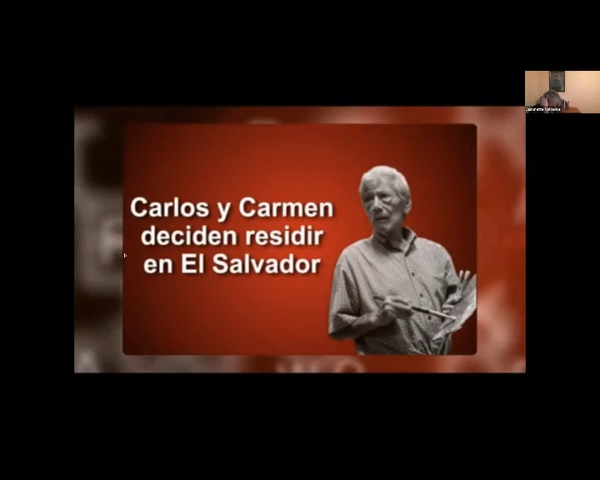 Carlos y Carmen
deciden residir
en El Salvador